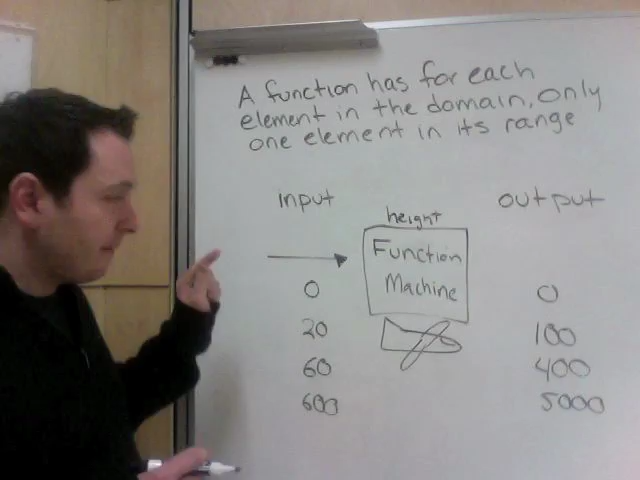 A function has for each
element in the domain, only
one element in its range
input
height
output
Function
Machine
0
0
20
100
60
400
600
5000